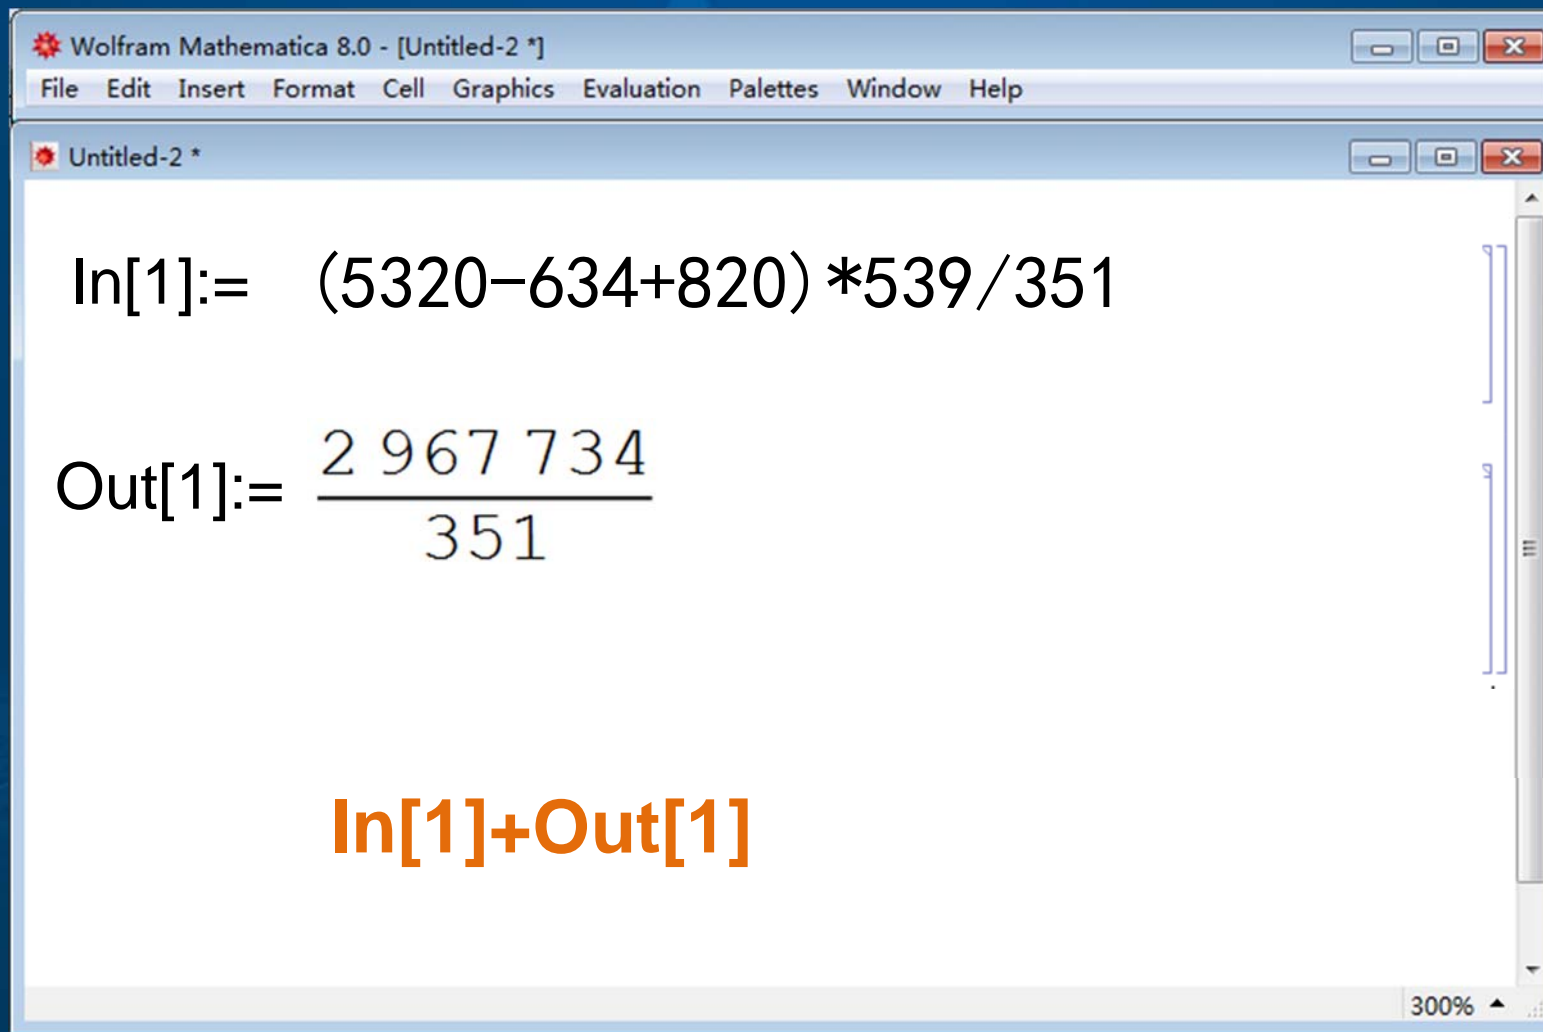 Wolfram Mathematica 8.0 - [Untitled-2 *]
File Edit Insert Format Cell Graphics Evaluation Palettes Window Help
Untitled-2 *
In[1]:= (5320-634+820)*539/351
2 967 734
Out[1]:=
351
In[1]+Out[1]
300%